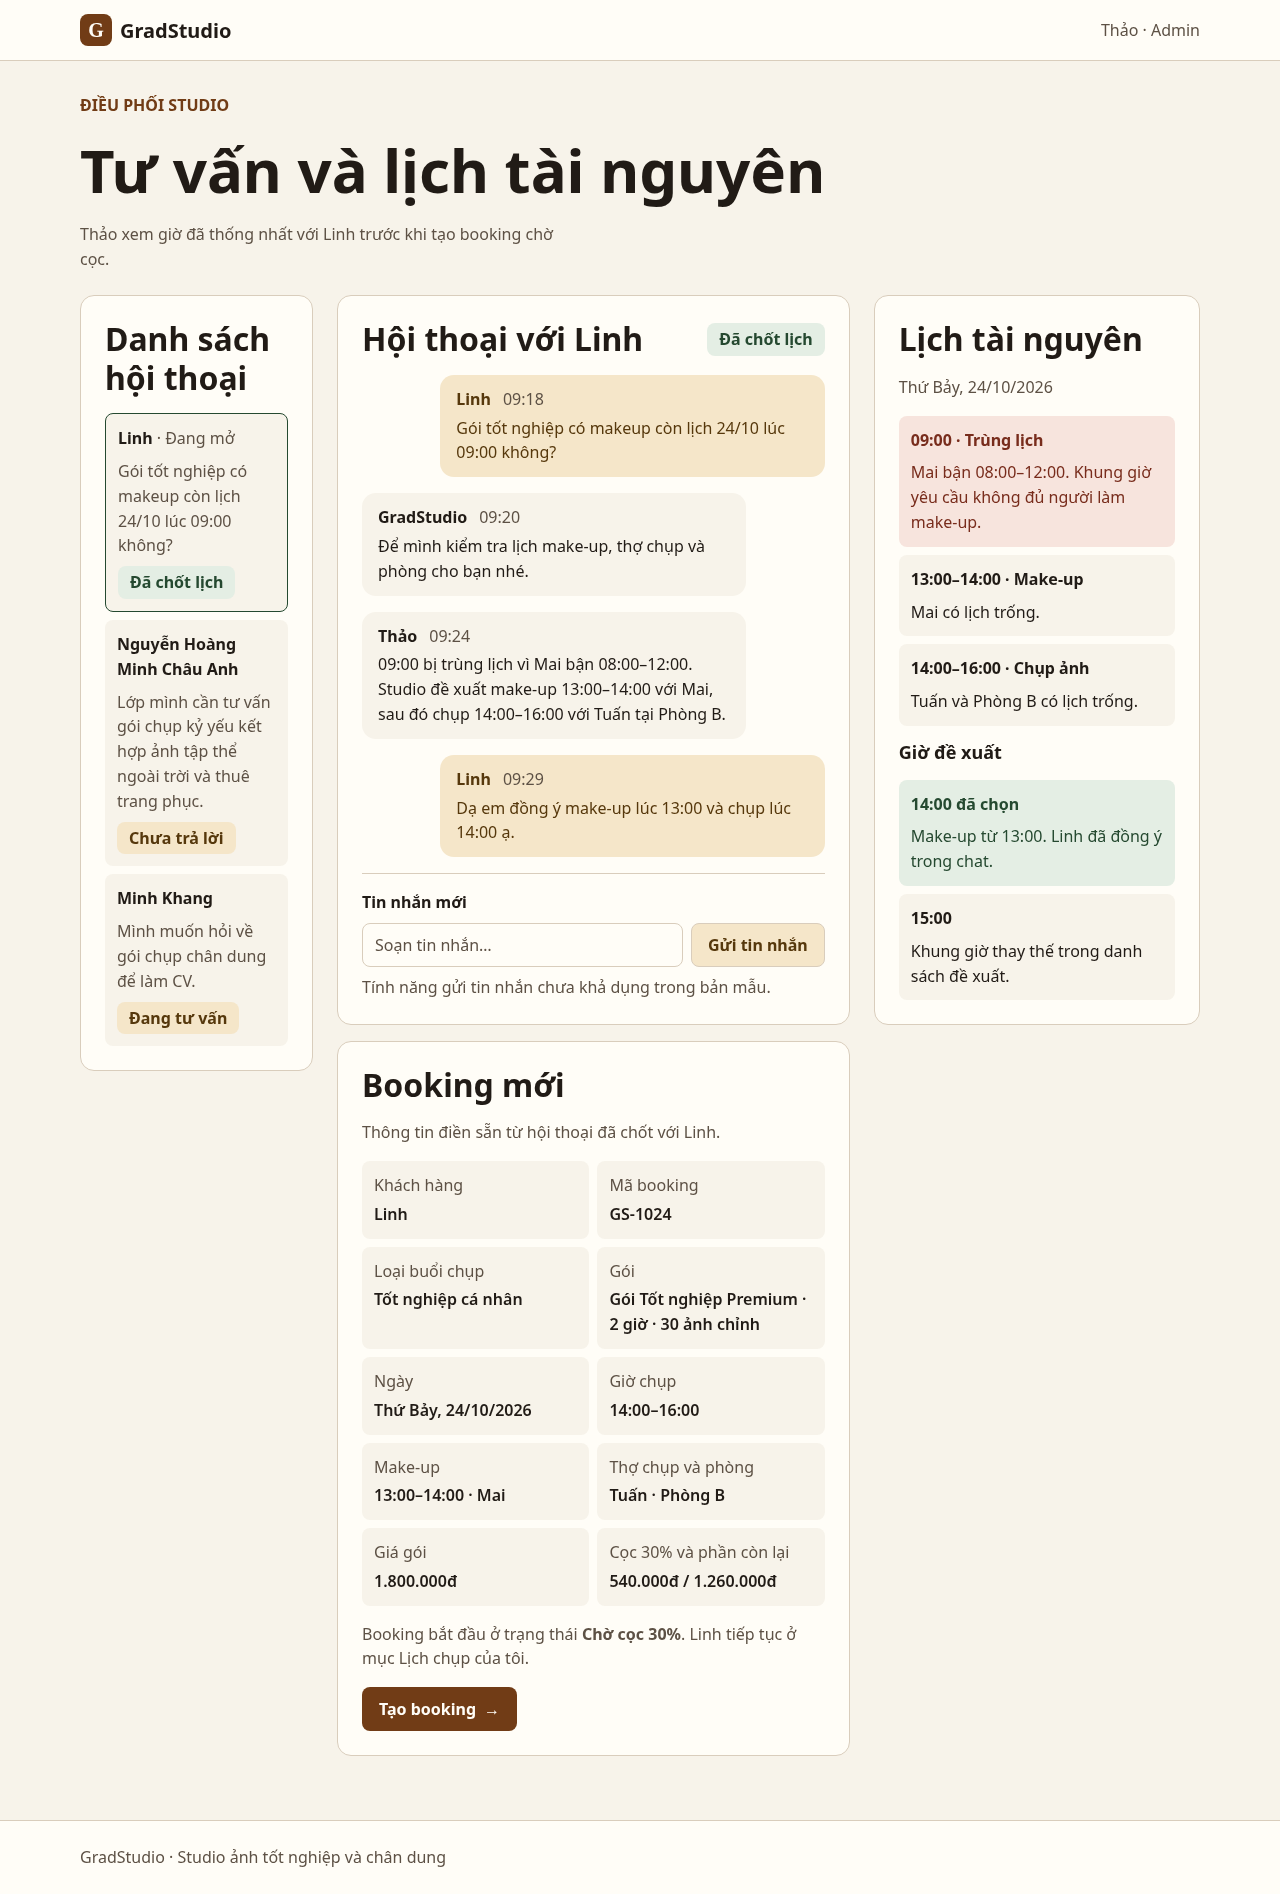 G GradStudio
Thảo · Admin
ĐIỀU PHỐI STUDIO
Tư vấn và lịch tài nguyên
Thảo xem giờ đã thống nhất với Linh trước khi tạo booking chờ
cọc.
Danh sách
hội thoại
Linh · Đang mở
Gói tốt nghiệp có
makeup còn lịch
24/10 lúc 09:00
không?
Đã chốt lịch
Nguyễn Hoàng
Minh Châu Anh
Lớp mình cần tư vấn
gói chụp kỷ yếu kết
hợp ảnh tập thể
ngoài trời và thuê
trang phục.
Chưa trả lời
Minh Khang
Mình muốn hỏi về
gói chụp chân dung
để làm CV.
Đang tư vấn
Hội thoại với Linh
Đã chốt lịch
Linh 09:18
Gói tốt nghiệp có makeup còn lịch 24/10 lúc
09:00 không?
GradStudio 09:20
Để mình kiểm tra lịch make-up, thợ chụp và
phòng cho bạn nhé.
Thảo 09:24
09:00 bị trùng lịch vì Mai bận 08:00–12:00.
Studio đề xuất make-up 13:00–14:00 với Mai,
sau đó chụp 14:00–16:00 với Tuấn tại Phòng B.
Linh 09:29
Dạ em đồng ý make-up lúc 13:00 và chụp lúc
14:00 ạ.
Tin nhắn mới
Soạn tin nhắn...
Gửi tin nhắn
Tính năng gửi tin nhắn chưa khả dụng trong bản mẫu.
Lịch tài nguyên
Thứ Bảy, 24/10/2026
09:00 · Trùng lịch
Mai bận 08:00–12:00. Khung giờ
yêu cầu không đủ người làm
make-up.
13:00–14:00 · Make-up
Mai có lịch trống.
14:00–16:00 · Chụp ảnh
Tuấn và Phòng B có lịch trống.
Giờ đề xuất
14:00 đã chọn
Make-up từ 13:00. Linh đã đồng ý
trong chat.
15:00
Khung giờ thay thế trong danh
sách đề xuất.
Booking mới
Thông tin điền sẵn từ hội thoại đã chốt với Linh.
Khách hàng
Linh
Mã booking
GS-1024
Loại buổi chụp
Tốt nghiệp cá nhân
Gói
Gói Tốt nghiệp Premium ·
2 giờ · 30 ảnh chỉnh
Ngày
Thứ Bảy, 24/10/2026
Giờ chụp
14:00–16:00
Make-up
13:00–14:00 · Mai
Thợ chụp và phòng
Tuấn · Phòng B
Giá gói
1.800.000đ
Cọc 30% và phần còn lại
540.000đ / 1.260.000đ
Booking bắt đầu ở trạng thái Chờ cọc 30%. Linh tiếp tục ở
mục Lịch chụp của tôi.
Tạo booking →
GradStudio · Studio ảnh tốt nghiệp và chân dung